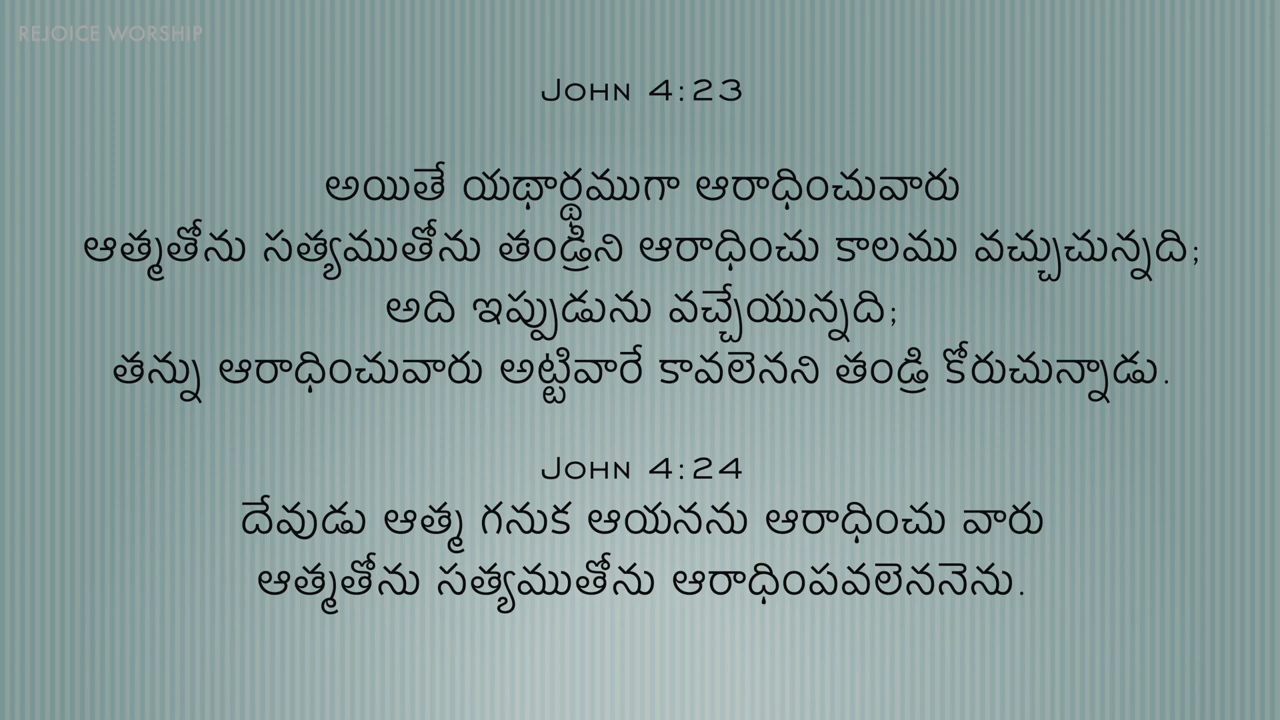 REJOICE WORSHIP
John 4:23
అయితే యథార్థముగా ఆరాధించువారు
ఆత్మతోను సత్యముతోను తండ్రిని ఆరాధించు కాలము వచ్చుచున్నది;
అది ఇప్పుడును వచ్చేయున్నది;
తన్ను ఆరాధించువారు అట్టివారే కావలెనని తండ్రి కోరుచున్నాడు.
John 4:24
దేవుడు ఆత్మ గనుక ఆయనను ఆరాధించు వారు
ఆత్మతోను సత్యముతోను ఆరాధింపవలెననెను.